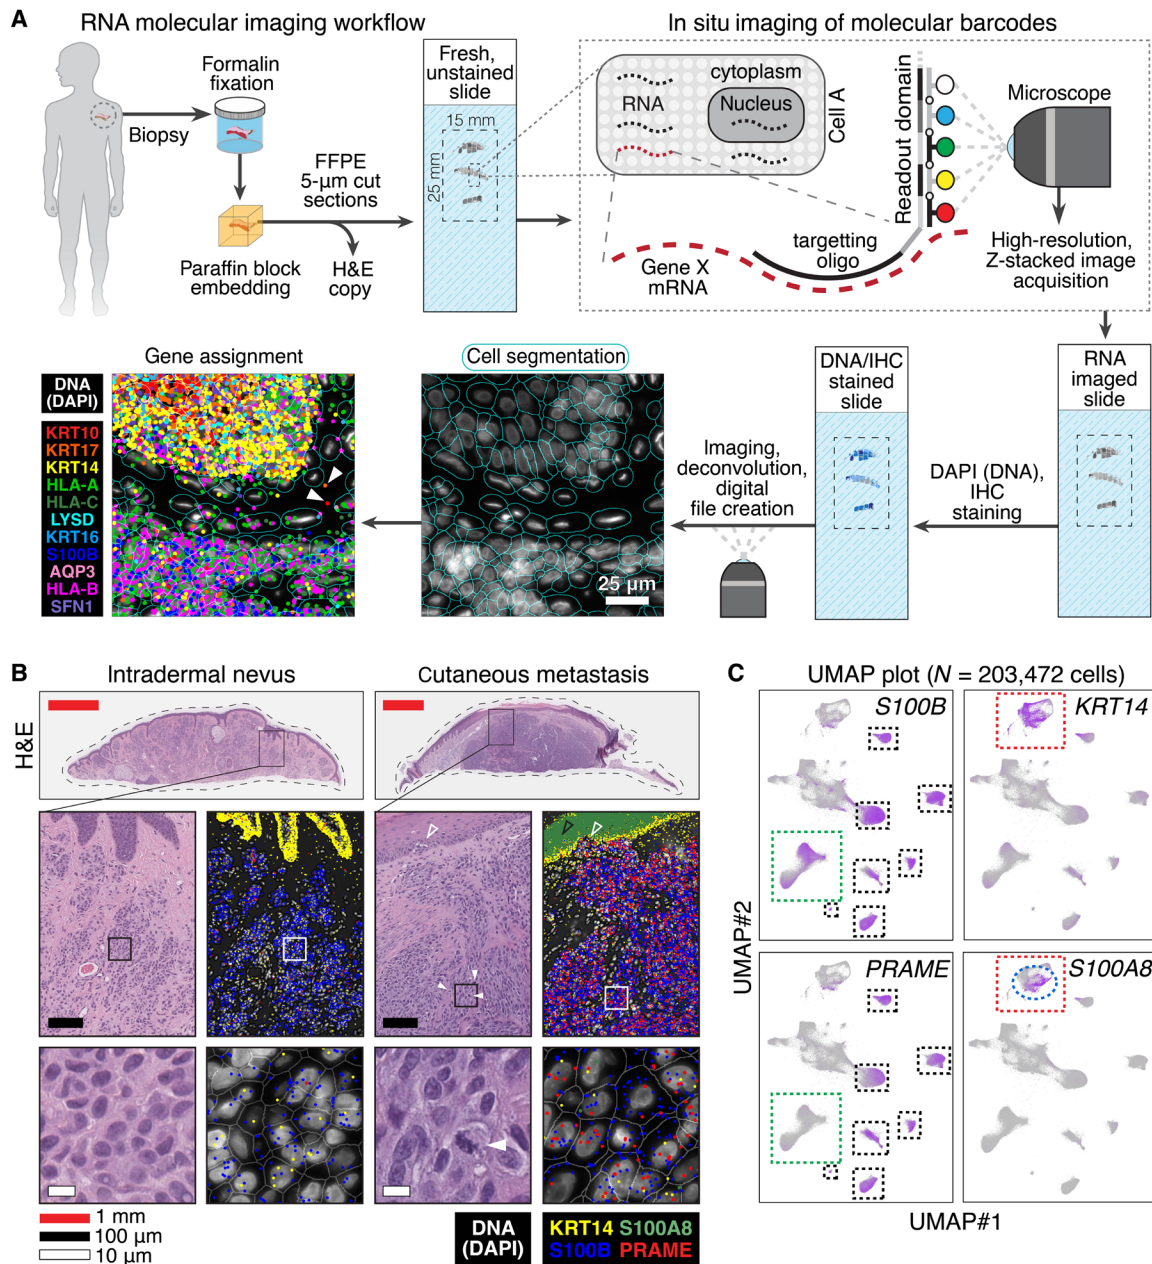 A
RNA molecular imaging workflow
In situ imaging of molecular barcodes
Formalin
fixation
Biopsy
Paraffin block
embedding
FFPE
5-µm cut
sections
H&E
copy
Fresh,
unstained
slide
15 mm
25 mm
cytoplasm
RNA
Nucleus
Cell A
Readout domain
Microscope
targetting
oligo
Gene X
mRNA
High-resolution,
Z-stacked image
acquisition
Gene assignment
Cell segmentation
DNA/IHC
stained
slide
RNA
imaged
slide
DNA
(DAPI)
KRT10
KRT17
KRT14
HLA-A
HLA-C
LYSD
KRT16
S100B
AQP3
HLA-B
SFN1
25 µm
Imaging,
deconvolution,
digital
file creation
DAPI (DNA),
IHC
staining
B
Intradermal nevus
Cutaneous metastasis
H&E
1 mm
100 µm
10 µm
DNA
(DAPI)
KRT14 S100A8
S100B PRAME
C
UMAP plot (N = 203,472 cells)
S100B
KRT14
PRAME
S100A8
UMAP#2
UMAP#1